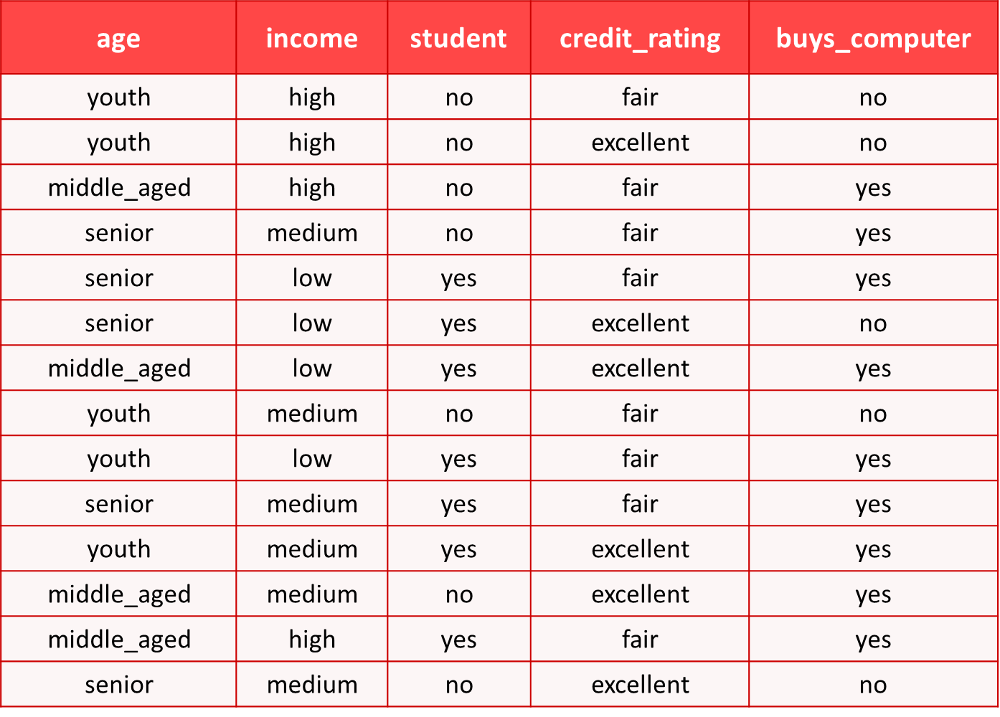 age income student credit_rating buys_computer
youth high no fair no
youth high no excellent no
middle_aged high no fair yes
senior medium no fair yes
senior low yes fair yes
senior low yes excellent no
middle_aged low yes excellent yes
youth medium no fair no
youth low yes fair yes
senior medium yes fair yes
youth medium yes excellent yes
middle_aged medium no excellent yes
middle_aged high yes fair yes
senior medium no excellent no